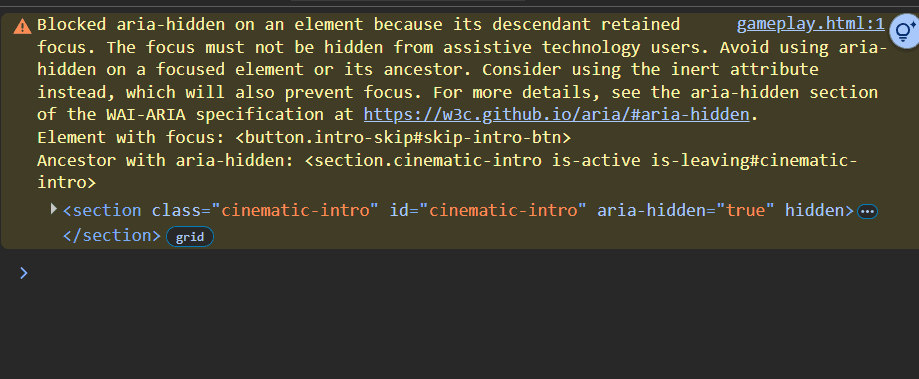 Blocked aria-hidden on an element because its descendant retained gameplay.html:1
focus. The focus must not be hidden from assistive technology users. Avoid using aria-
hidden on a focused element or its ancestor. Consider using the inert attribute
instead, which will also prevent focus. For more details, see the aria-hidden section
of the WAI-ARIA specification at https://w3c.github.io/aria/#aria-hidden.
Element with focus: <button.intro-skip#skip-intro-btn>
Ancestor with aria-hidden: <section.cinematic-intro is-active is-leaving#cinematic-
intro>
<section class="cinematic-intro" id="cinematic-intro" aria-hidden="true" hidden>…
</section> grid